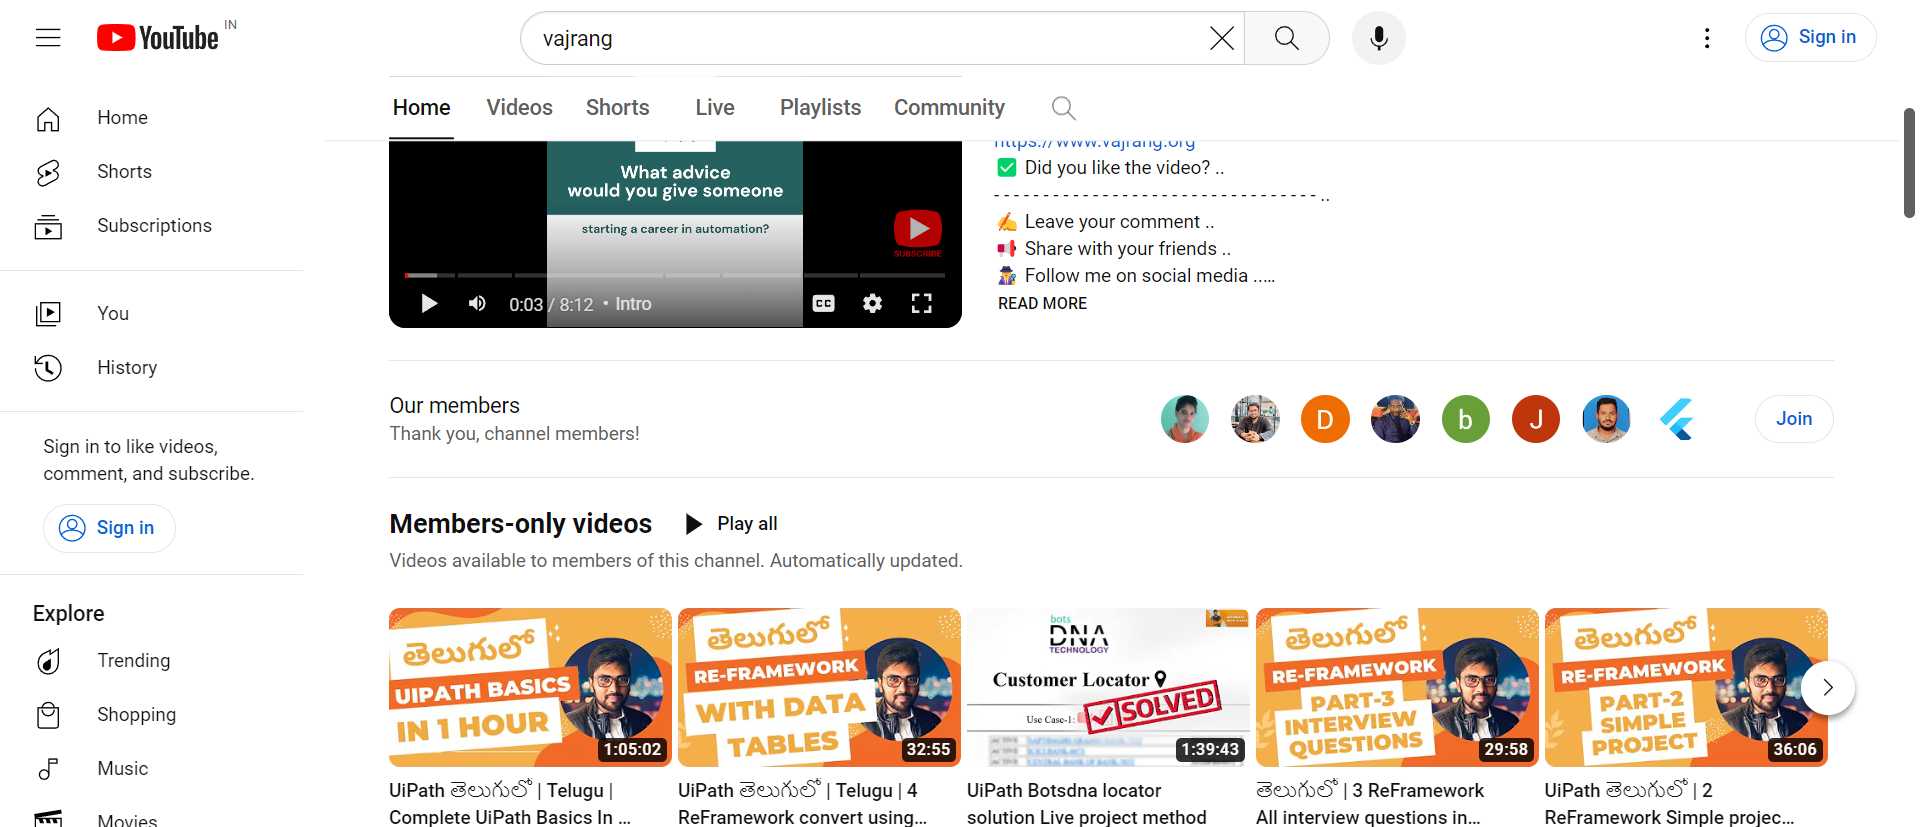 YouTube IN
vajrang
Sign in
Home
Shorts
Subscriptions
You
History
Sign in to like videos,
comment, and subscribe.
Sign in
Explore
Trending
Shopping
Music
Movies
Home Videos Shorts Live Playlists Community
What advice
would you give someone
starting a career in automation?
SUBSCRIBE
0:03 / 8:12 • Intro
CC
https://www.vajrang.org
✅ Did you like the video? ..
- - - - - - - - - - - - - - - - - - - - - - - - - - - - - - - - - ..
✍ Leave your comment ..
📢 Share with your friends ..
🕵 Follow me on social media .....
READ MORE
Our members
Thank you, channel members!
D
b
J
Join
Members-only videos Play all
Videos available to members of this channel. Automatically updated.
తెలుగులో
UIPATH BASICS
IN 1 HOUR
1:05:02
UiPath తెలుగులో | Telugu |
Complete UiPath Basics In ...
తెలుగులో
RE-FRAMEWORK
WITH DATA
TABLES
32:55
UiPath తెలుగులో | Telugu | 4
ReFramework convert using...
bots
DNA
TECHNOLOGY
Customer Locator
Use Case-1:
SOLVED
1:39:43
UiPath Botsdna locator
solution Live project method
తెలుగులో
RE-FRAMEWORK
PART-3
INTERVIEW
QUESTIONS
29:58
తెలుగులో | 3 ReFramework
All interview questions in...
తెలుగులో
RE-FRAMEWORK
PART-2
SIMPLE
PROJECT
36:06
UiPath తెలుగులో | 2
ReFramework Simple projec...